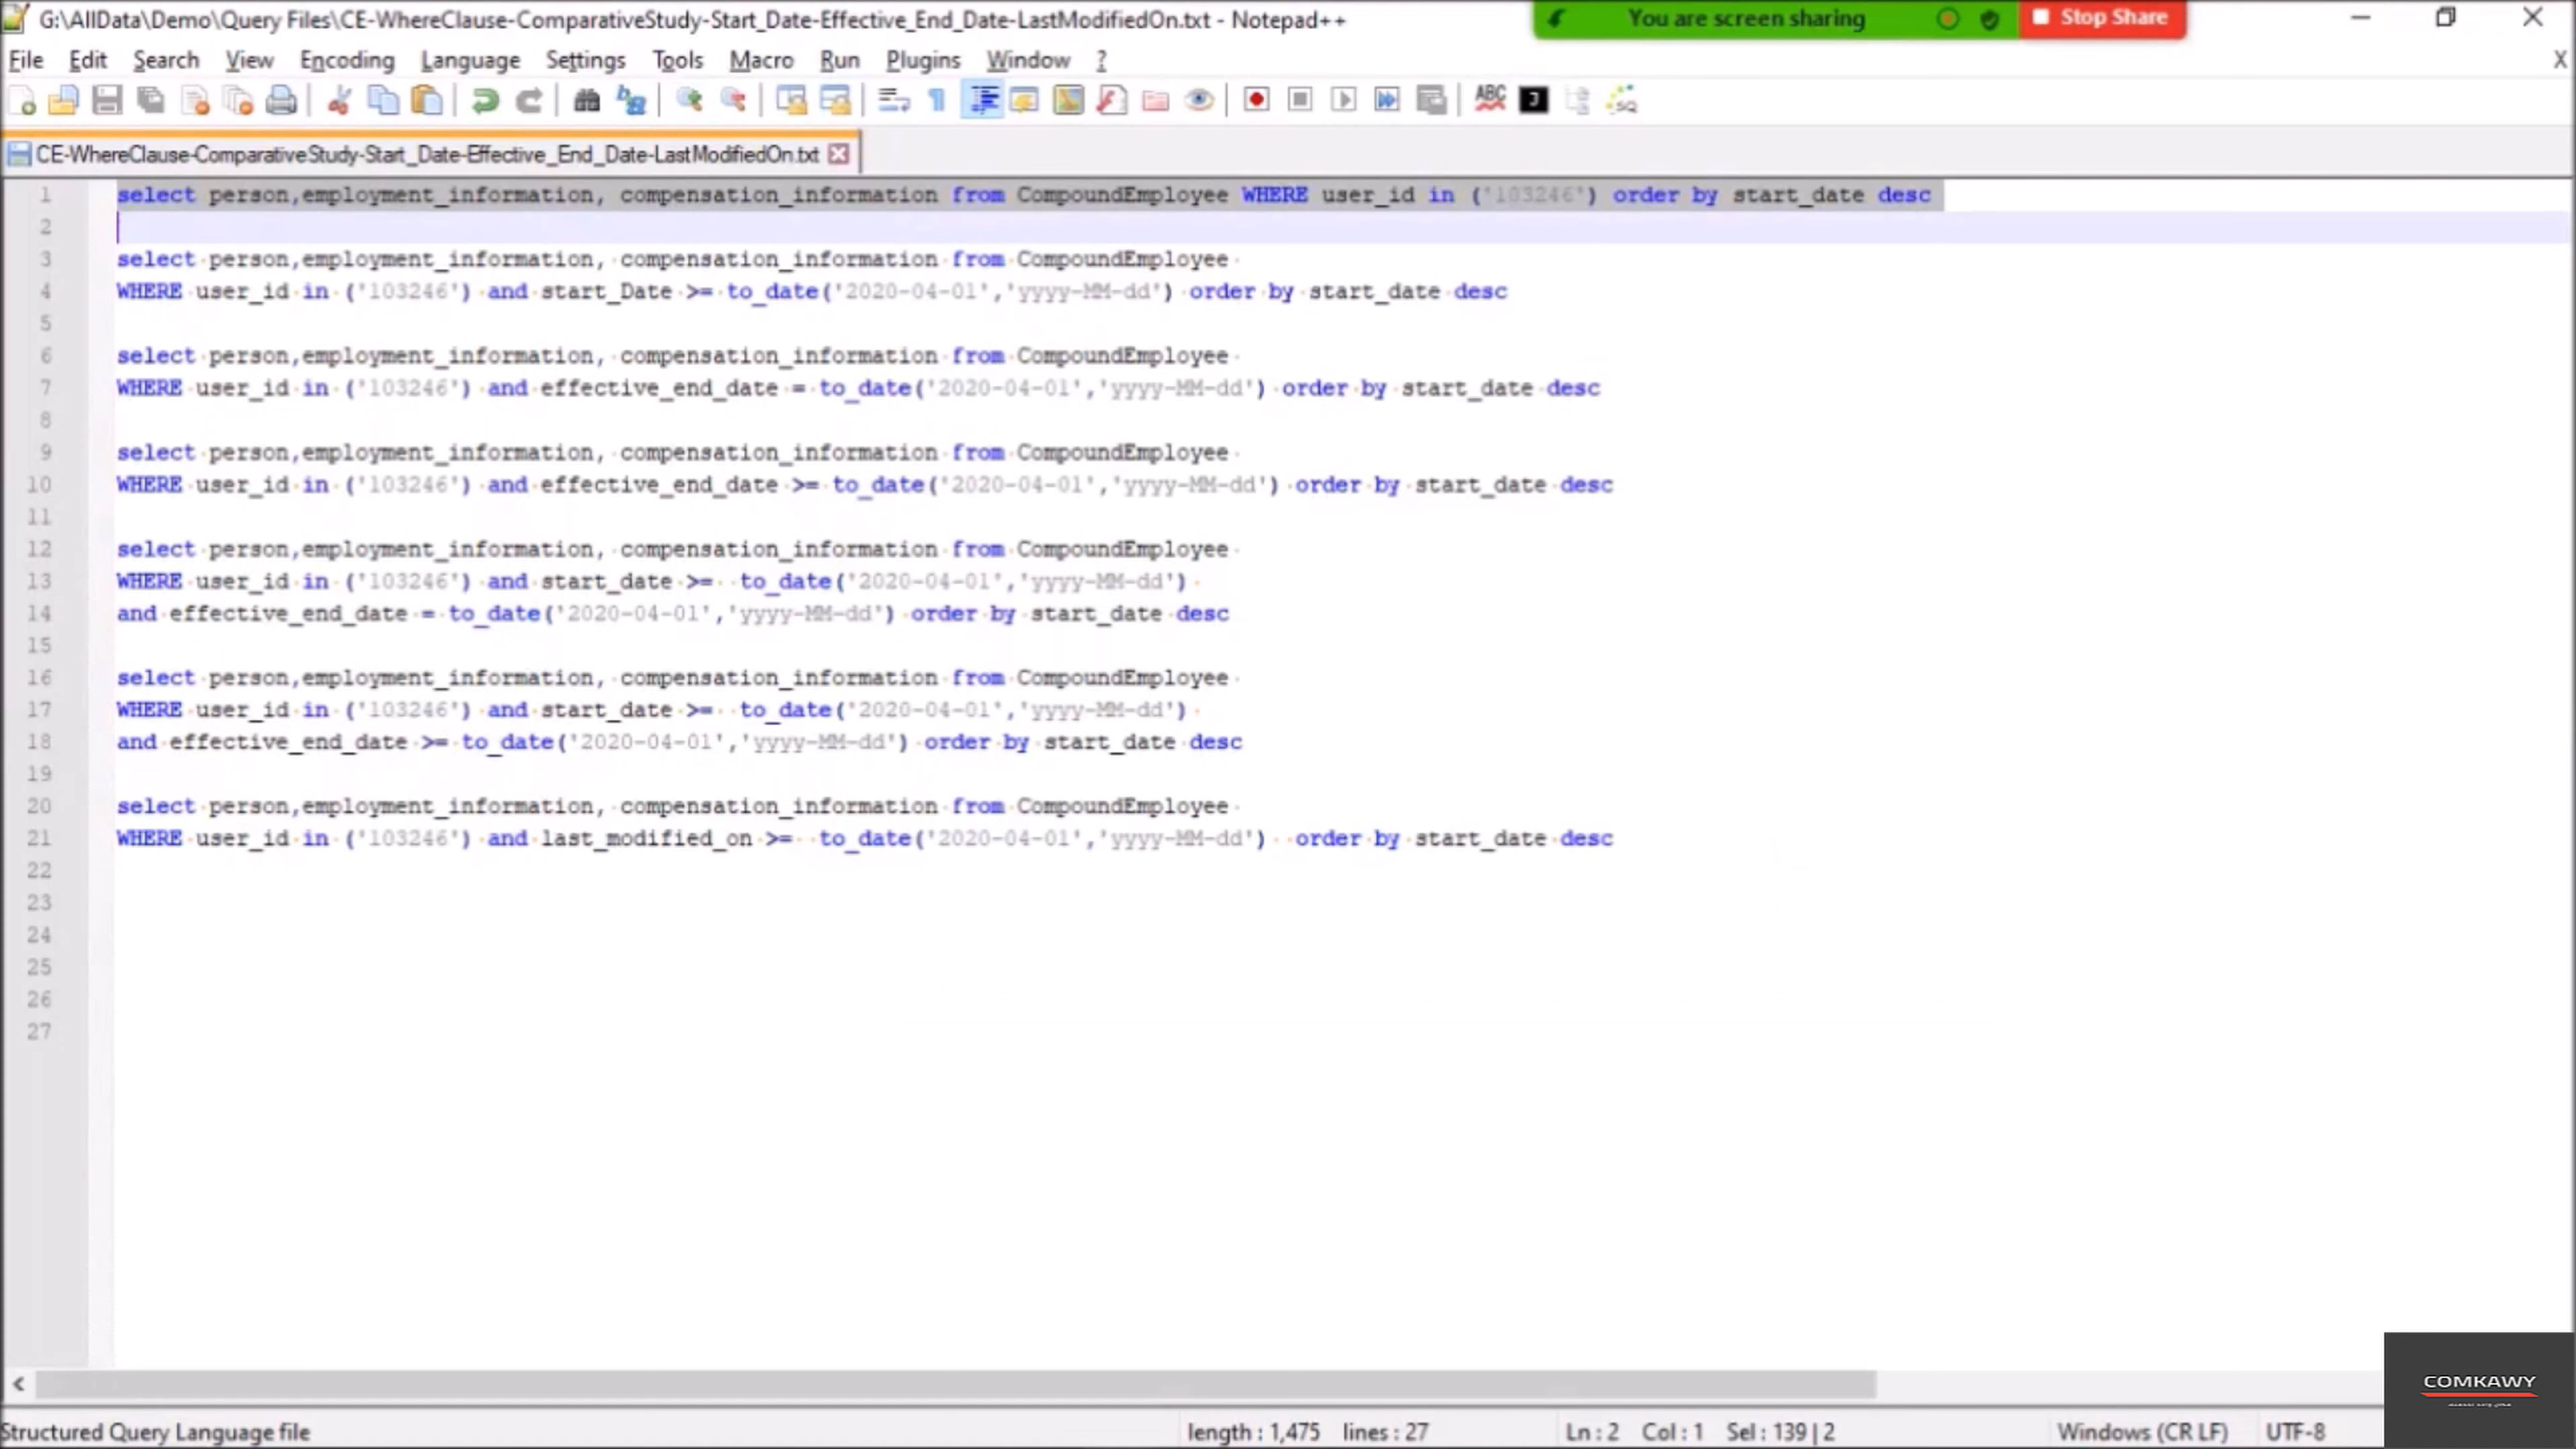 G:\AllData\Demo\Query Files\CE-WhereClause-ComparativeStudy-Start_Date-Effective_End_Date-LastModifiedOn.txt - Notepad++
You are screen sharing
Stop Share
File Edit Search View Encoding Language Settings Tools Macro Run Plugins Window ?
X
CE-WhereClause-ComparativeStudy-Start_Date-Effective_End_Date-LastModifiedOn.txt
1 select person,employment_information, compensation_information from CompoundEmployee WHERE user_id in ('103246') order by start_date desc
2
3 select person,employment_information, compensation_information from CompoundEmployee
4 WHERE user_id in ('103246') and start_Date >= to_date('2020-04-01','yyyy-MM-dd') order by start_date desc
5
6 select person,employment_information, compensation_information from CompoundEmployee
7 WHERE user_id in ('103246') and effective_end_date = to_date('2020-04-01','yyyy-MM-dd') order by start_date desc
8
9 select person,employment_information, compensation_information from CompoundEmployee
10 WHERE user_id in ('103246') and effective_end_date >= to_date('2020-04-01','yyyy-MM-dd') order by start_date desc
11
12 select person,employment_information, compensation_information from CompoundEmployee
13 WHERE user_id in ('103246') and start_date >= to_date('2020-04-01','yyyy-MM-dd')
14 and effective_end_date = to_date('2020-04-01','yyyy-MM-dd') order by start_date desc
15
16 select person,employment_information, compensation_information from CompoundEmployee
17 WHERE user_id in ('103246') and start_date >= to_date('2020-04-01','yyyy-MM-dd')
18 and effective_end_date >= to_date('2020-04-01','yyyy-MM-dd') order by start_date desc
19
20 select person,employment_information, compensation_information from CompoundEmployee
21 WHERE user_id in ('103246') and last_modified_on >= to_date('2020-04-01','yyyy-MM-dd') order by start_date desc
22
23
24
25
26
27
COMKAWY
Structured Query Language file length : 1,475 lines : 27 Ln : 2 Col : 1 Sel : 139 | 2 Windows (CR LF) UTF-8